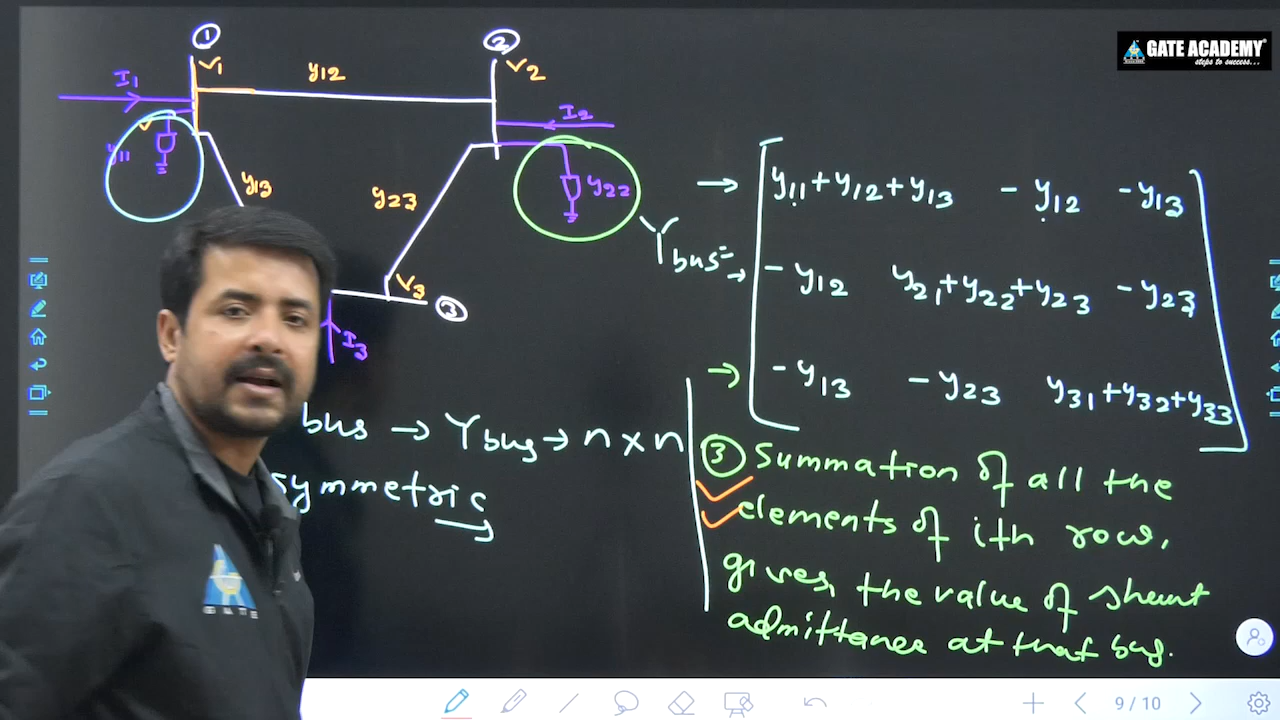 GATE ACADEMY
steps to success...
1
2
V1
y12
V2
I1
I2
y11
y13
y23
y22
V3
3
I3
Ybus=
y11+y12+y13 -y12 -y13
-y12 y21+y22+y23 -y23
-y13 -y23 y31+y32+y33
bus → Ybus → n×n
symmetric
③ Summation of all the
elements of ith row,
gives the value of shunt
admittance at that bus.
GATE
9 / 10